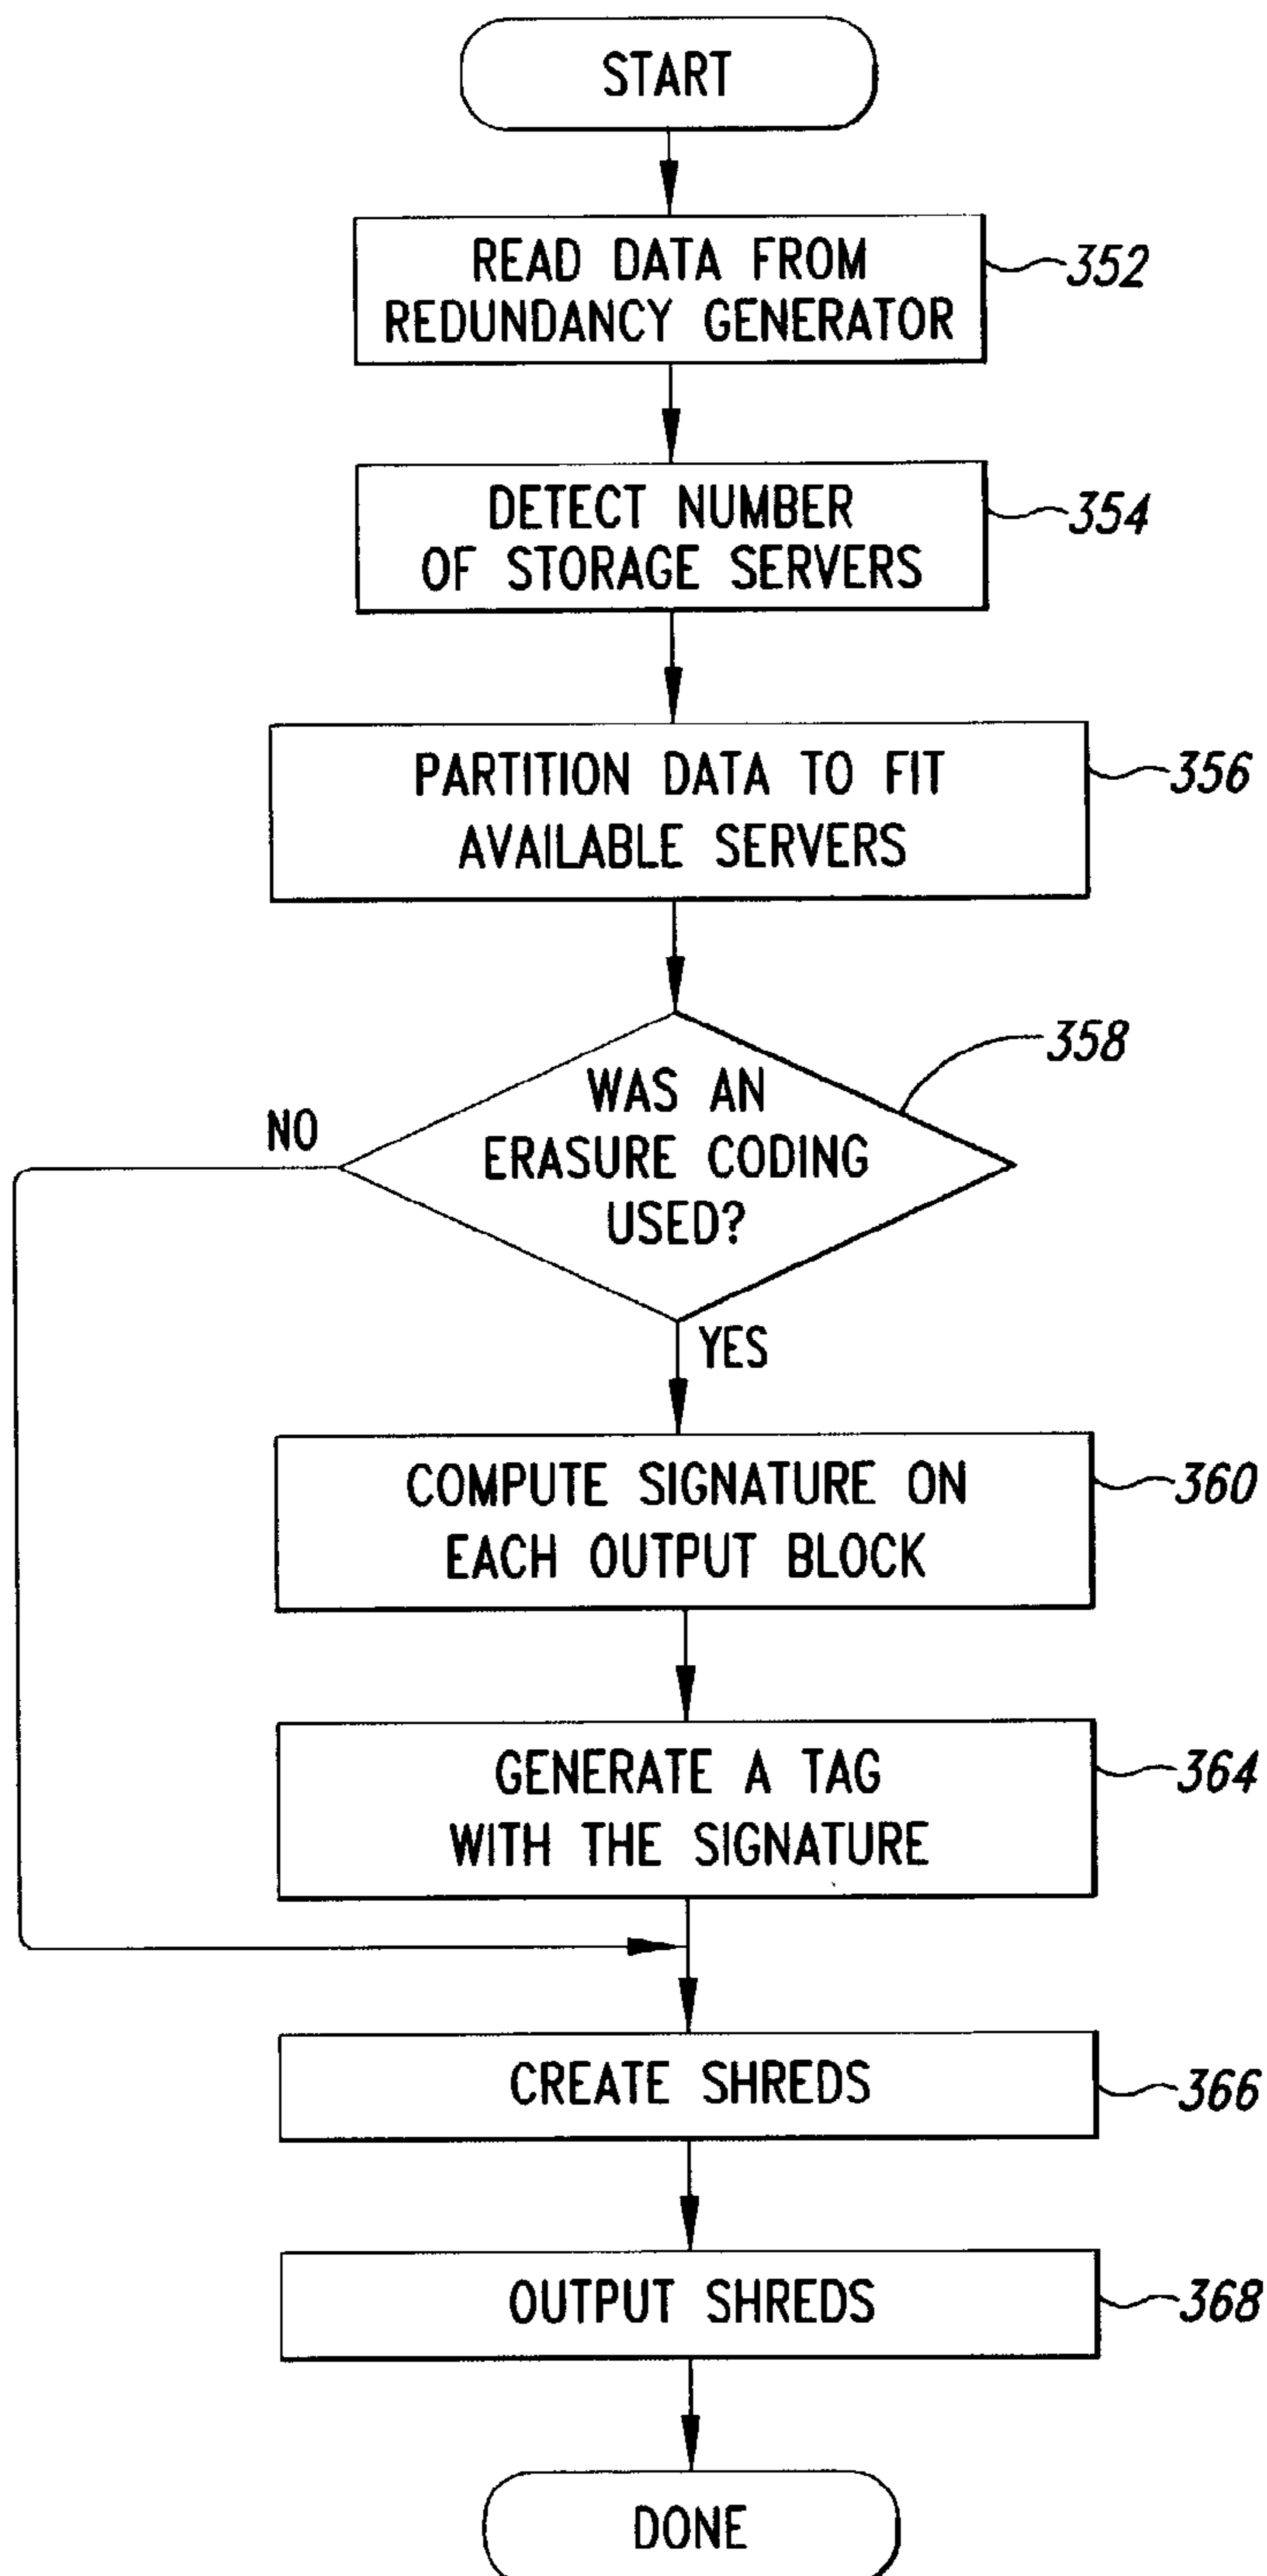 START
READ DATA FROM
REDUNDANCY GENERATOR
352
DETECT NUMBER
OF STORAGE SERVERS
354
PARTITION DATA TO FIT
AVAILABLE SERVERS
356
WAS AN
ERASURE CODING
USED?
358
NO
YES
COMPUTE SIGNATURE ON
EACH OUTPUT BLOCK
360
GENERATE A TAG
WITH THE SIGNATURE
364
CREATE SHREDS
366
OUTPUT SHREDS
368
DONE